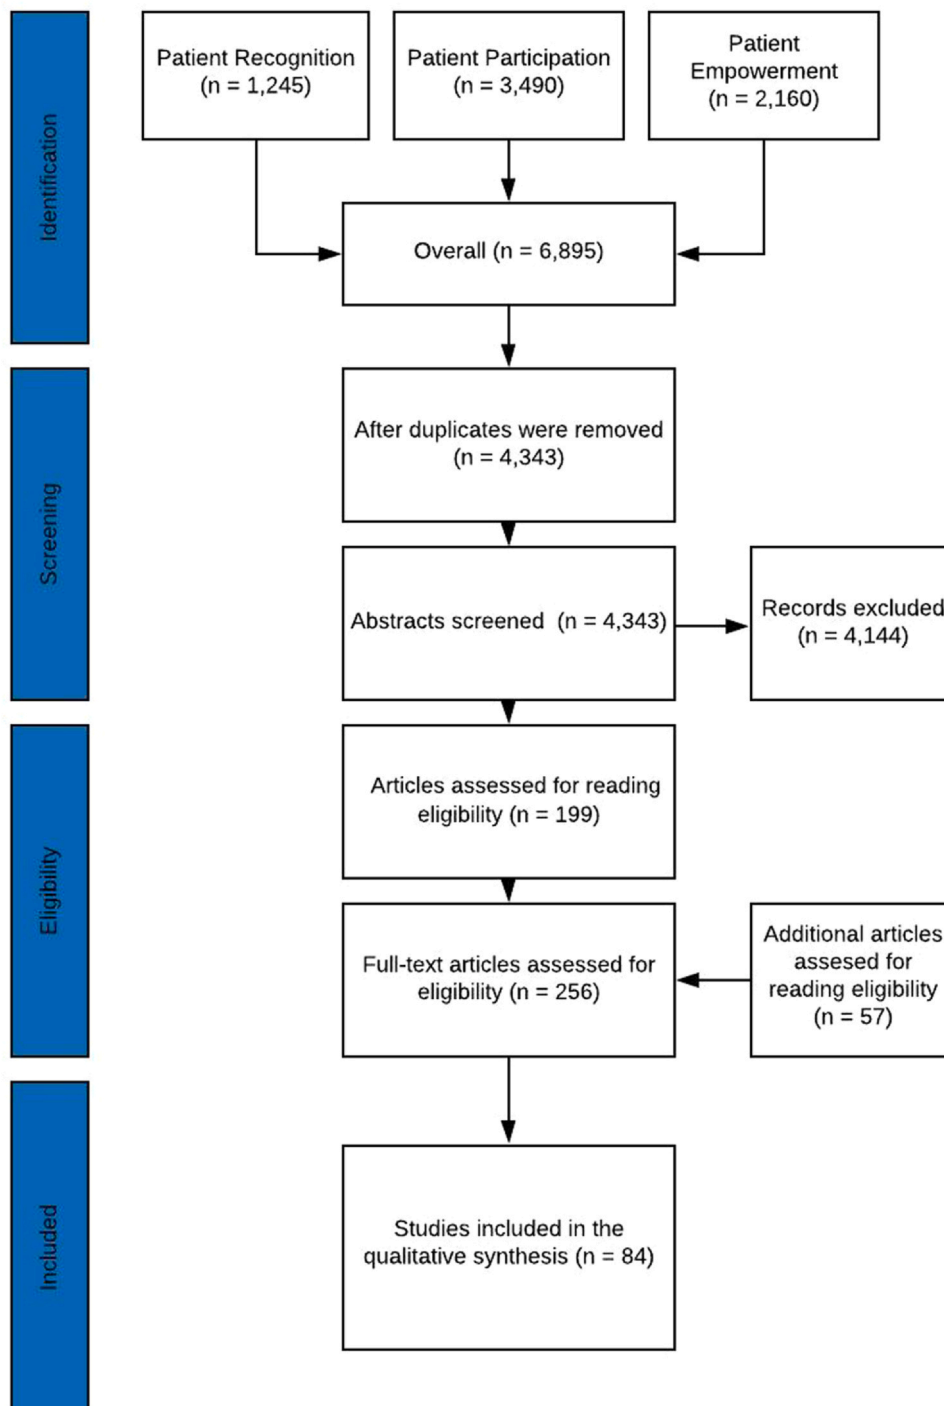 Identification
Patient Recognition
(n = 1,245)
Patient Participation
(n = 3,490)
Patient
Empowerment
(n = 2,160)
Overall (n = 6,895)
Screening
After duplicates were removed
(n = 4,343)
Abstracts screened  (n = 4,343)
Records excluded
(n = 4,144)
Eligibility
Articles assessed for reading
eligibility (n = 199)
Full-text articles assessed for
eligibility (n = 256)
Additional articles
assesed for
reading eligibility
(n = 57)
Included
Studies included in the
qualitative synthesis (n = 84)